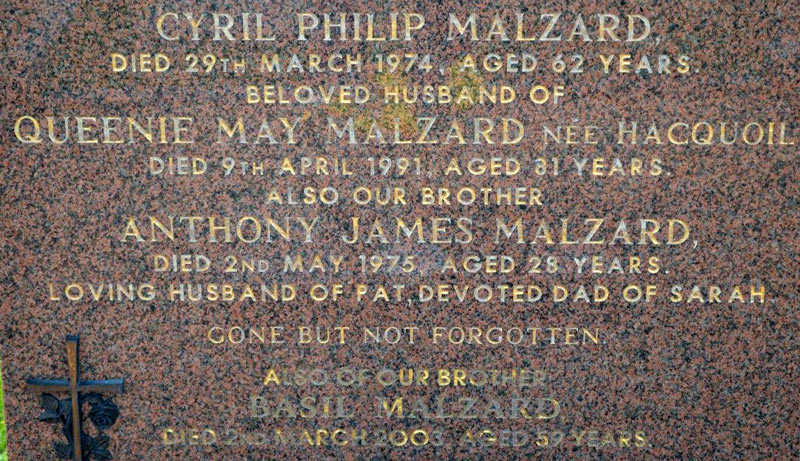 CYRIL PHILIP MALZARD,
DIED 29TH MARCH 1974, AGED 62 YEARS.
BELOVED HUSBAND OF
QUEENIE MAY MALZARD NÉE HACQUOIL
DIED 9TH APRIL 1991, AGED 81 YEARS.
ALSO OUR BROTHER
ANTHONY JAMES MALZARD,
DIED 2ND MAY 1975, AGED 28 YEARS.
LOVING HUSBAND OF PAT, DEVOTED DAD OF SARAH.
GONE BUT NOT FORGOTTEN.
ALSO OF OUR BROTHER
BASIL MALZARD,
DIED 2ND MARCH 2003, AGED 59 YEARS.